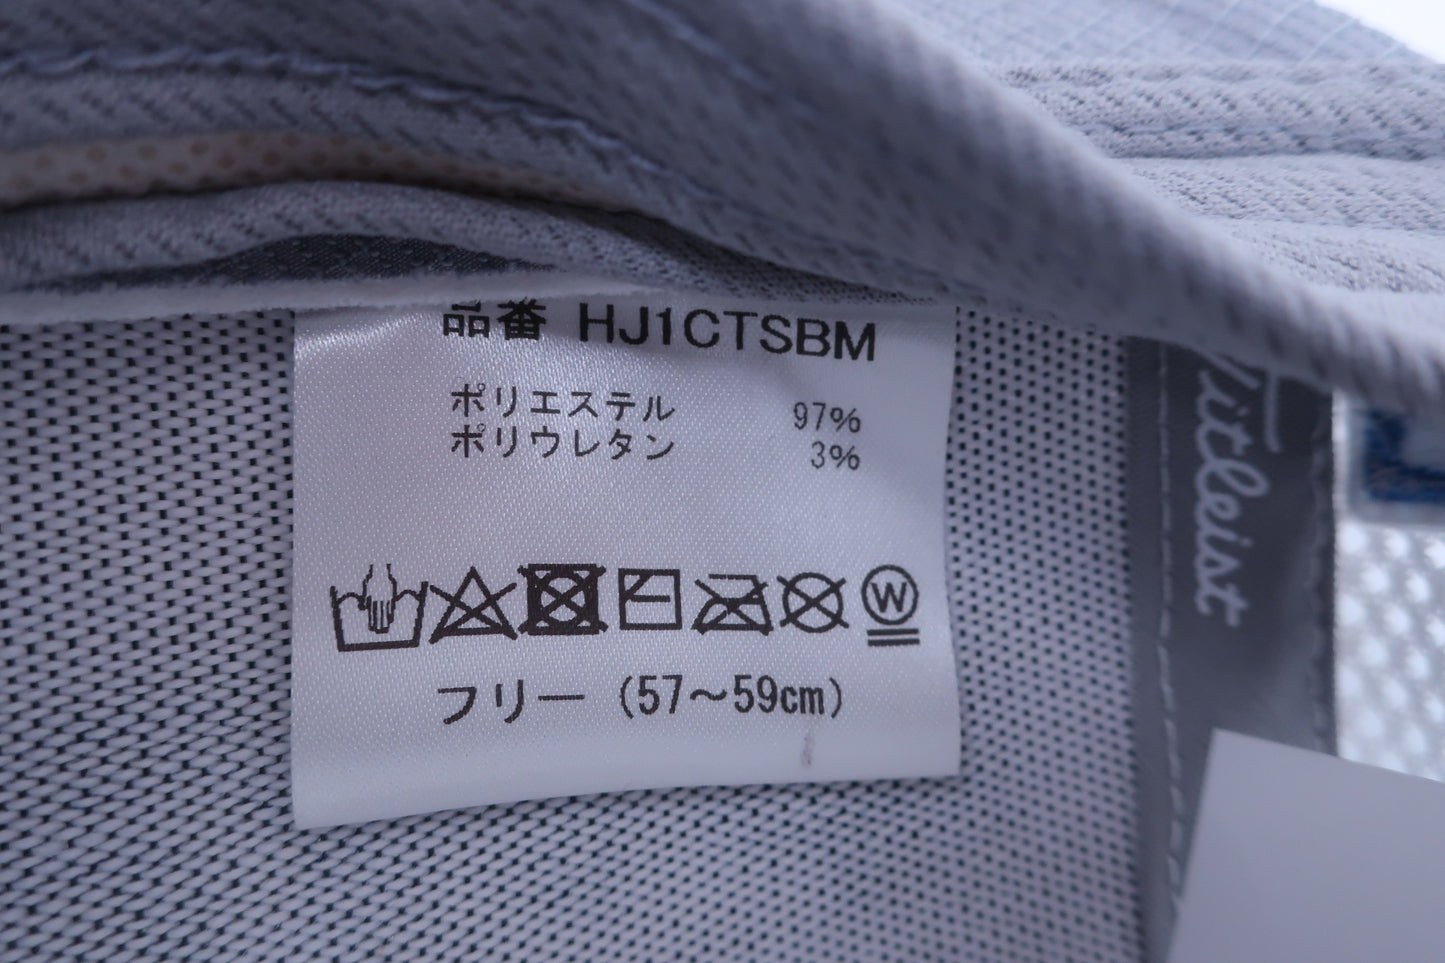 品番 HJ1CTSBM
ポリエステル 97%
ポリウレタン 3%
W
フリー (57〜59cm)
Titleist